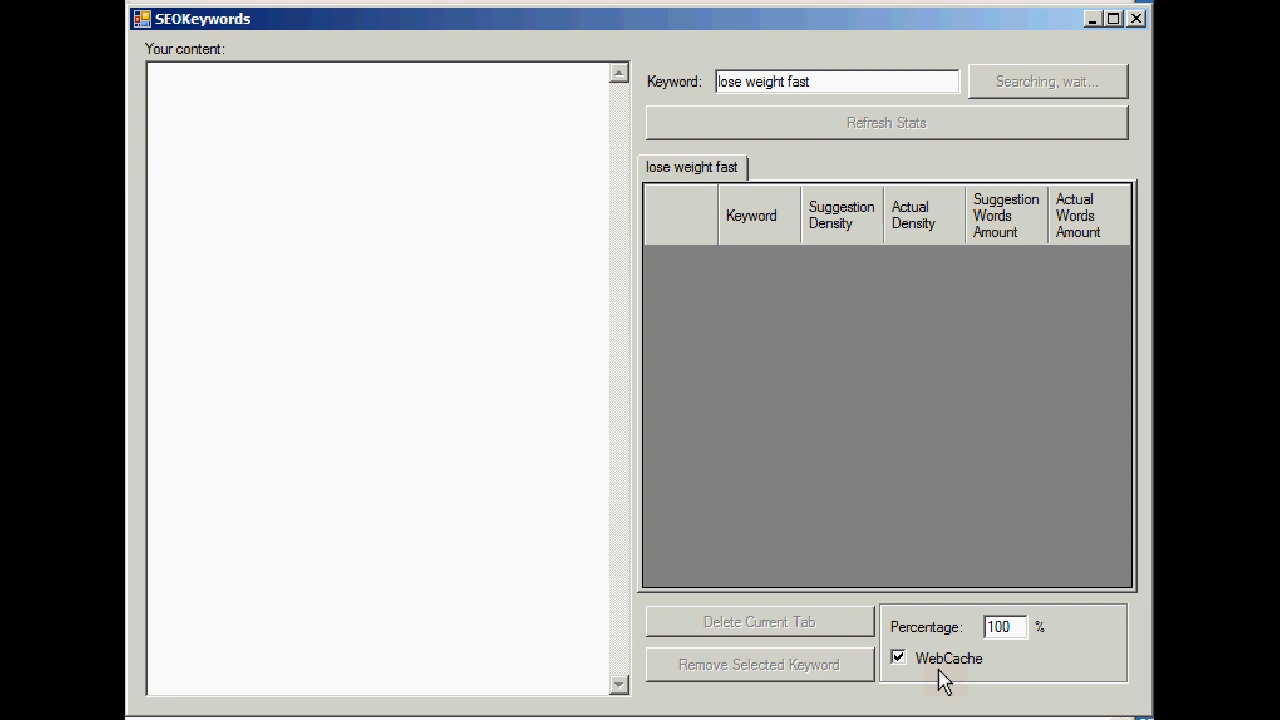 SEOKeywords
Your content:
Keyword: lose weight fast Searching, wait...
Refresh Stats
lose weight fast
Keyword
Suggestion
Density
Actual
Density
Suggestion
Words
Amount
Actual
Words
Amount
Delete Current Tab
Remove Selected Keyword
Percentage: 100 %
WebCache